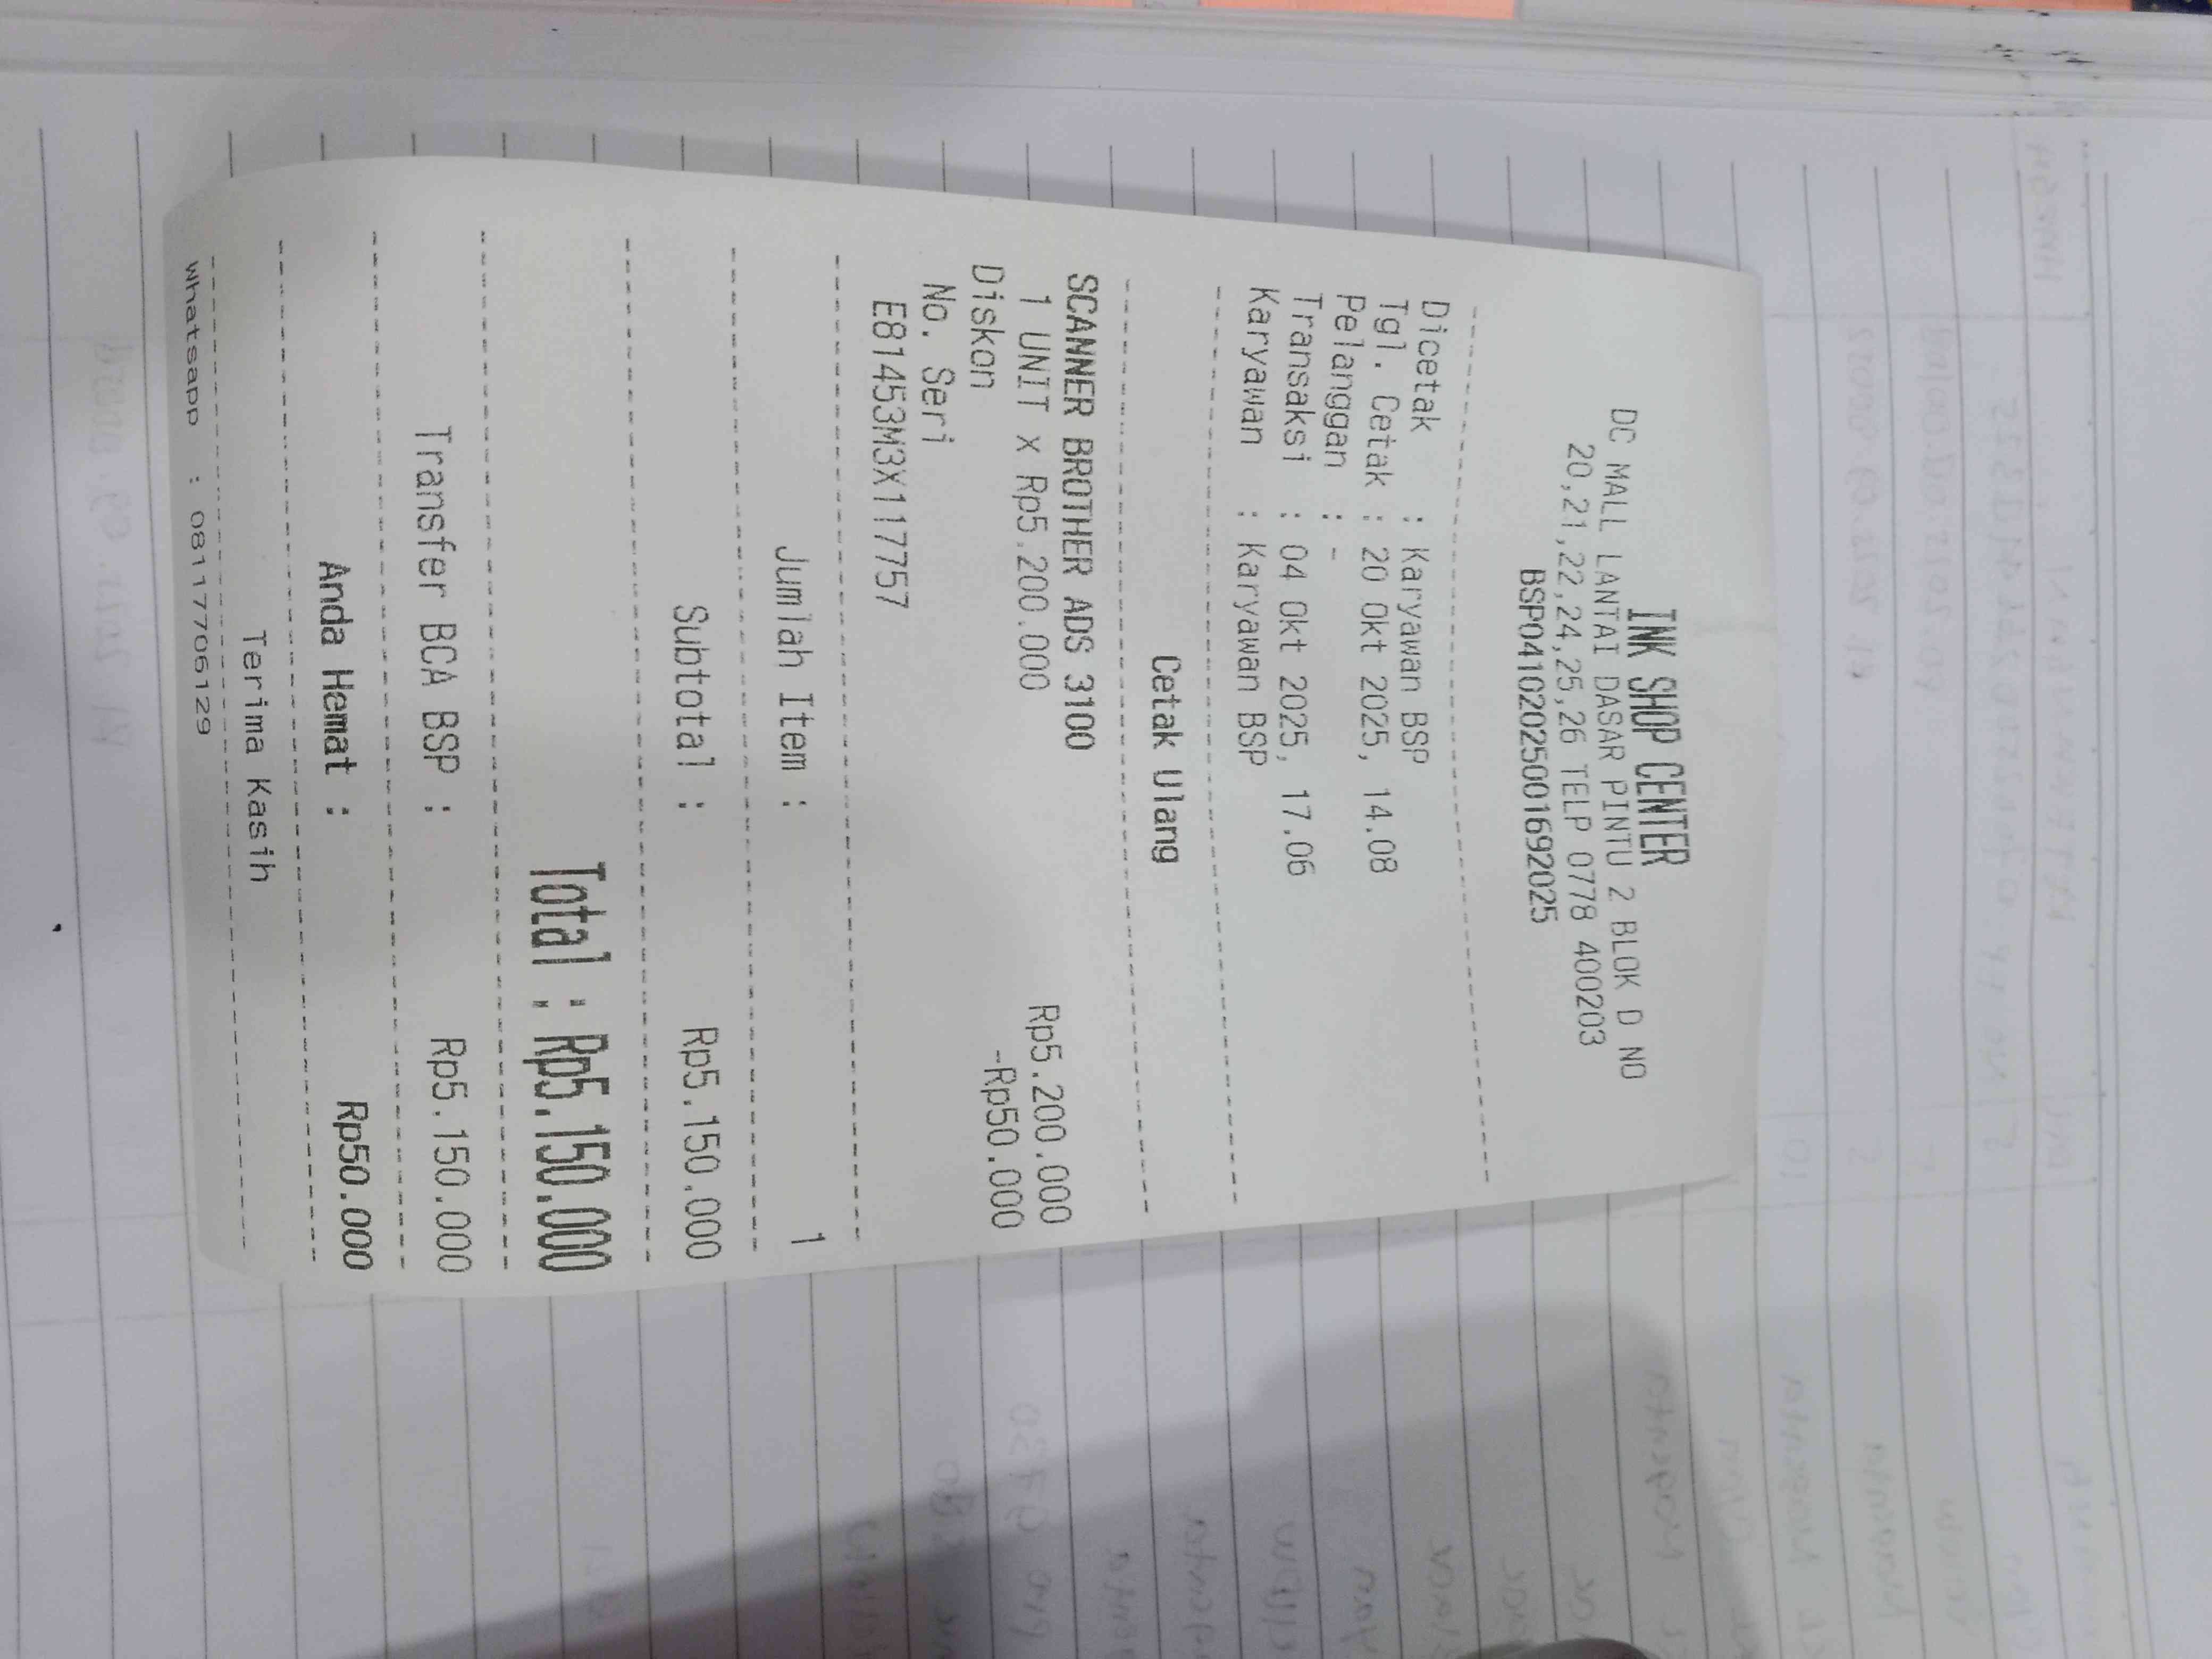 INK SHOP CENTER
DC MALL LANTAI DASAR PINTU 2 BLOK D NO
20,21,22,24,25,26 TELP 0778 400203
BSP04102025001692025
Dicetak : Karyawan BSP
Tgl. Cetak : 20 Okt 2025, 14.08
Pelanggan : -
Transaksi : 04 Okt 2025, 17.06
Karyawan : Karyawan BSP
Cetak Ulang
SCANNER BROTHER ADS 3100
1 UNIT x Rp5.200.000 Rp5.200.000
Diskon -Rp50.000
No. Seri
E81453M3X117757
Jumlah Item : 1
Subtotal : Rp5.150.000
Total : Rp5.150.000
Transfer BCA BSP : Rp5.150.000
Anda Hemat : Rp50.000
Terima Kasih
Whatsapp : 08117706129